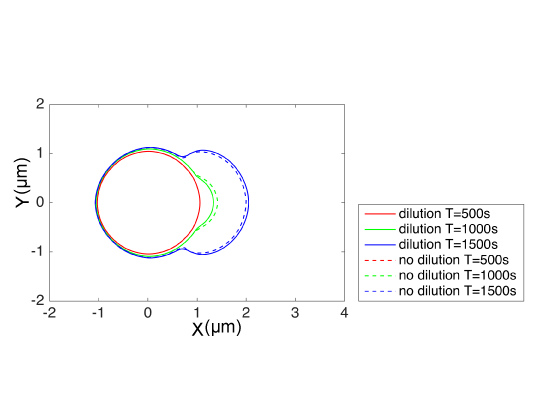 2
1
0
-1
-2
Y(μm)
-2 -1 0 1 2 3 4
X(μm)
dilution T=500s
dilution T=1000s
dilution T=1500s
no dilution T=500s
no dilution T=1000s
no dilution T=1500s